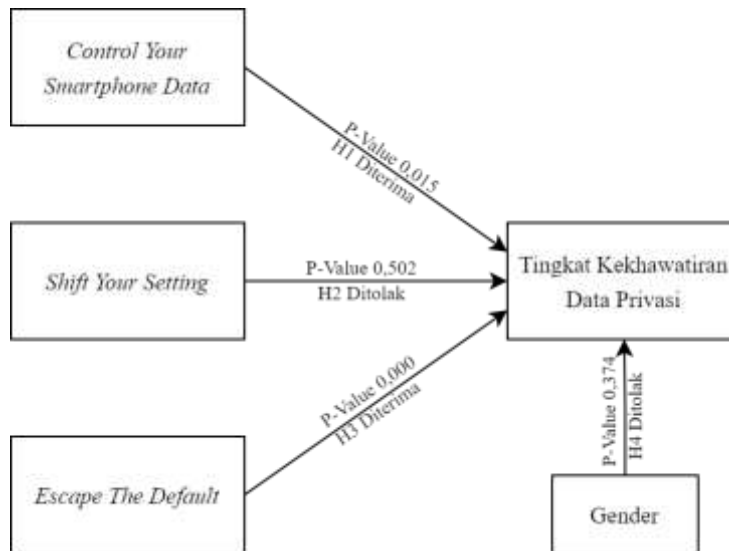 Control Your
Smartphone Data
P-Value 0,015
H1 Diterima
Shift Your Setting
P-Value 0,502
H2 Ditolak
Tingkat Kekhawatiran
Data Privasi
P-Value 0,000
H3 Diterima
Escape The Default
P-Value 0,374
H4 Ditolak
Gender